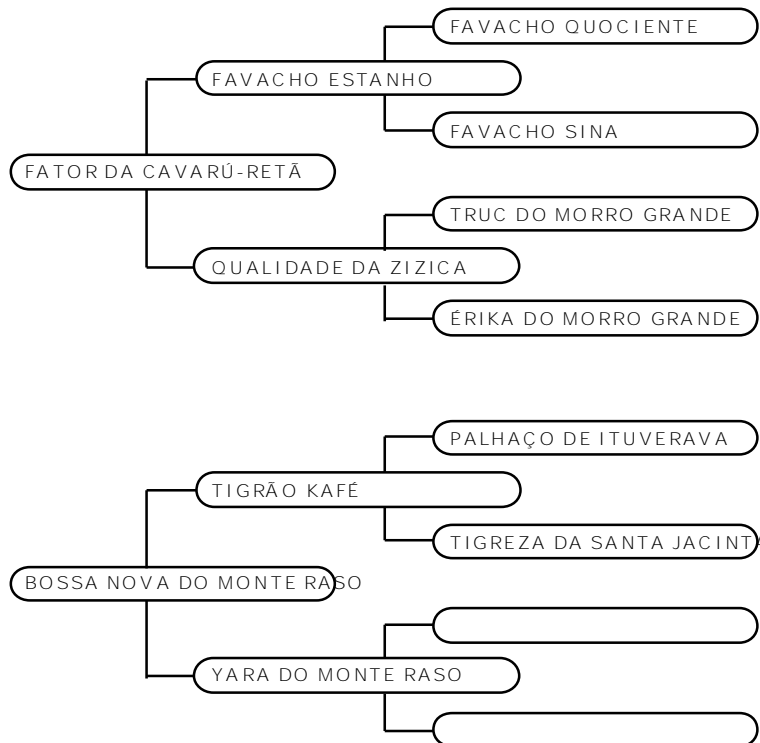 FAVACHO QUOCIENTE
FAVACHO ESTANHO
FAVACHO SINA
FATOR DA CAVARÚ-RETÃ
TRUC DO MORRO GRANDE
QUALIDADE DA ZIZICA
ÉRIKA DO MORRO GRANDE
PALHAÇO DE ITUVERAVA
TIGRÃO KAFÉ
TIGREZA DA SANTA JACINTA
BOSSA NOVA DO MONTE RASO
YARA DO MONTE RASO